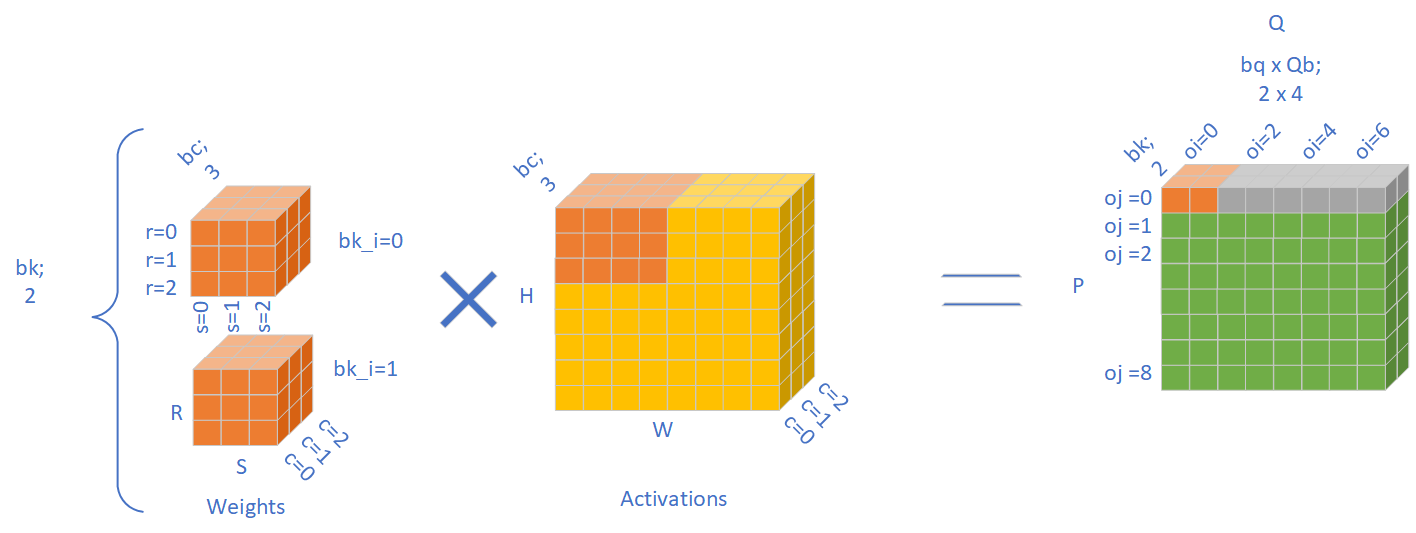 bk;
2
bc;
3
r=0
r=1
r=2
s=0
s=1
s=2
bk_i=0
bk_i=1
R
S
c=0
c=1
c=2
Weights
bc;
3
H
W
c=0
c=1
c=2
Activations
Q
bq x Qb;
2 x 4
bk;
2
oi=0
oi=2
oi=4
oi=6
oj =0
oj =1
oj =2
P
oj =8